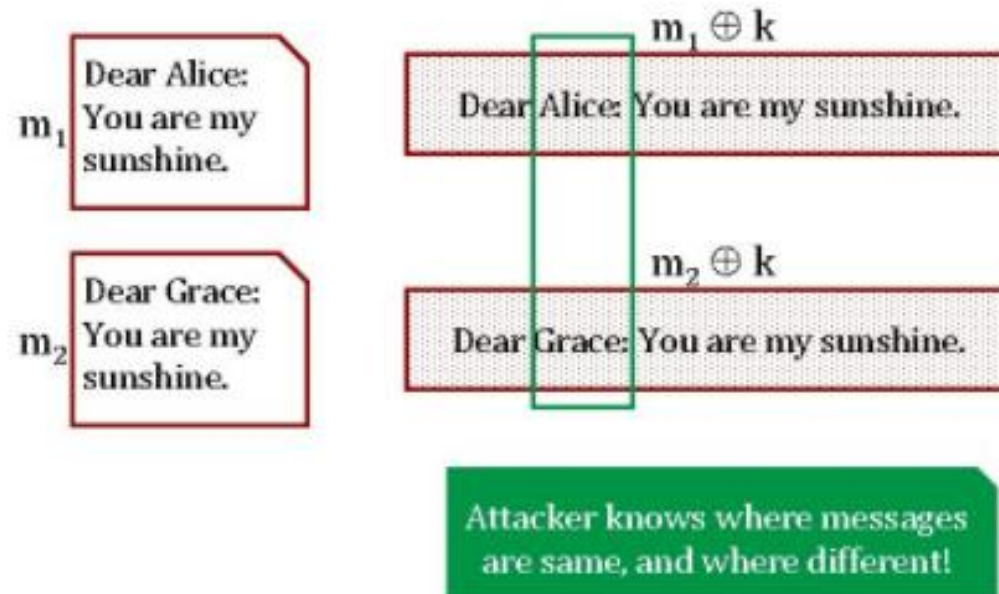 m₁
Dear Alice:
You are my
sunshine.
m₁ ⊕ k
Dear Alice: You are my sunshine.
m₂
Dear Grace:
You are my
sunshine.
m₂ ⊕ k
Dear Grace: You are my sunshine.
Attacker knows where messages
are same, and where different!